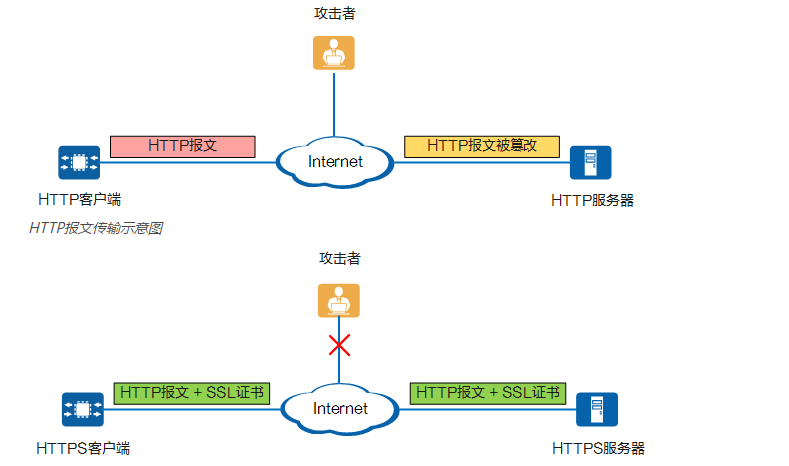 攻击者
HTTP报文
Internet
HTTP报文被篡改
HTTP客户端
HTTP服务器
HTTP报文传输示意图
攻击者
HTTP报文 + SSL证书
Internet
HTTP报文 + SSL证书
HTTPS客户端
HTTPS服务器